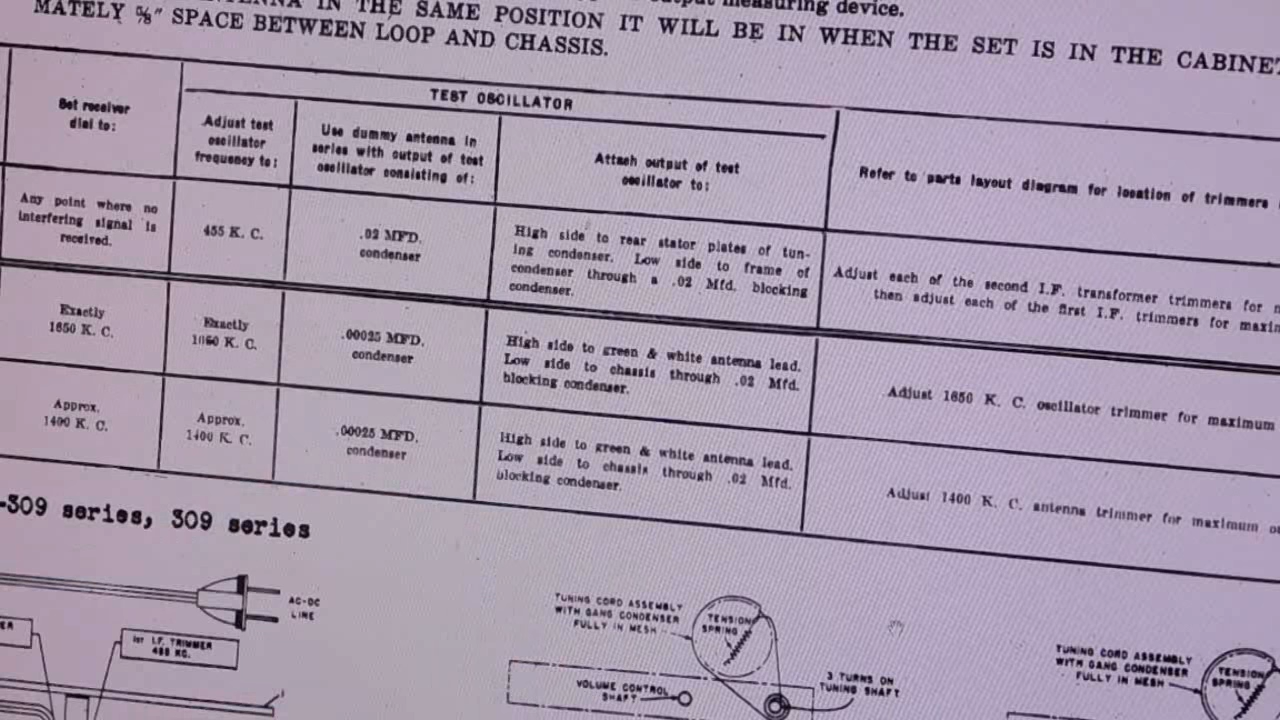 measuring device.
IN THE SAME POSITION IT WILL BE IN WHEN THE SET IS IN THE CABINET
MATELY ⅝" SPACE BETWEEN LOOP AND CHASSIS.
TEST OSCILLATOR
Set receiver
dial to:
Adjust test
oscillator
frequency to:
Use dummy antenna in
series with output of test
oscillator consisting of:
Attach output of test
oscillator to:
Refer to parts layout diagram for location of trimmers
Any point where no
interfering signal is
received.
455 K. C.
.02 MFD.
condenser
High side to rear stator plates of tun-
ing condenser. Low side to frame of
condenser through a .02 Mfd. blocking
condenser.
Adjust each of the second I.F. transformer trimmers for
then adjust each of the first I.F. trimmers for
Exactly
1650 K. C.
Exactly
K. C.
.00025 MFD.
condenser
High side to green & white antenna lead.
Low side to chassis through .02 Mfd.
blocking condenser.
Adjust 1650 K. C. oscillator trimmer for maximum
Approx.
1400 K. C.
Approx.
1400 K. C.
.00025 MFD.
condenser
High side to green & white antenna lead.
Low side to chassis through .02 Mfd.
blocking condenser.
Adjust 1400 K. C. antenna trimmer for maximum
-309 series, 309 series
AC-DC
LINE
1ST I.F. TRIMMER
455 KC.
TUNING CORD ASSEMBLY
WITH GANG CONDENSER
FULLY IN MESH
TENSION
SPRING
3 TURNS ON
TUNING SHAFT
VOLUME CONTROL
SHAFT
TUNING CORD ASSEMBLY
WITH GANG CONDENSER
FULLY IN MESH
TENSION
SPRING